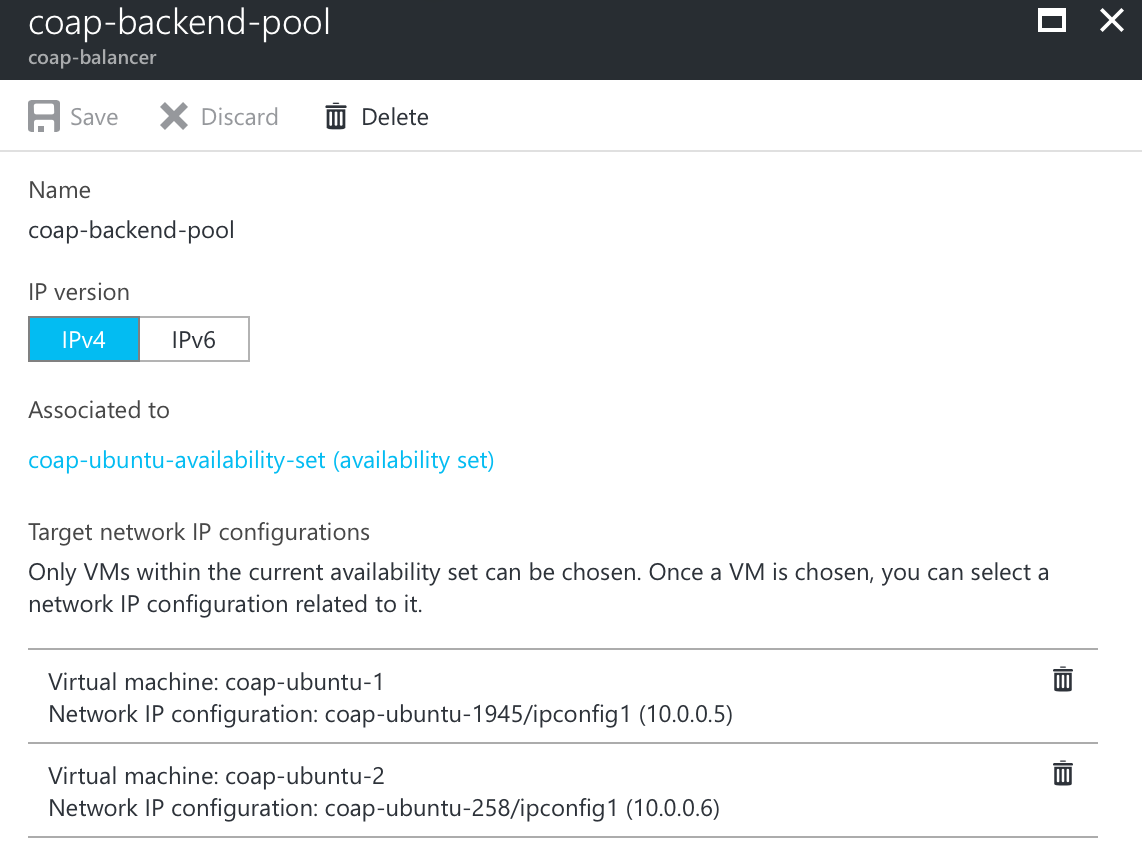 coap-backend-pool
coap-balancer
Save Discard Delete
Name
coap-backend-pool
IP version
IPv4 IPv6
Associated to
coap-ubuntu-availability-set (availability set)
Target network IP configurations
Only VMs within the current availability set can be chosen. Once a VM is chosen, you can select a
network IP configuration related to it.
Virtual machine: coap-ubuntu-1
Network IP configuration: coap-ubuntu-1945/ipconfig1 (10.0.0.5)
Virtual machine: coap-ubuntu-2
Network IP configuration: coap-ubuntu-258/ipconfig1 (10.0.0.6)